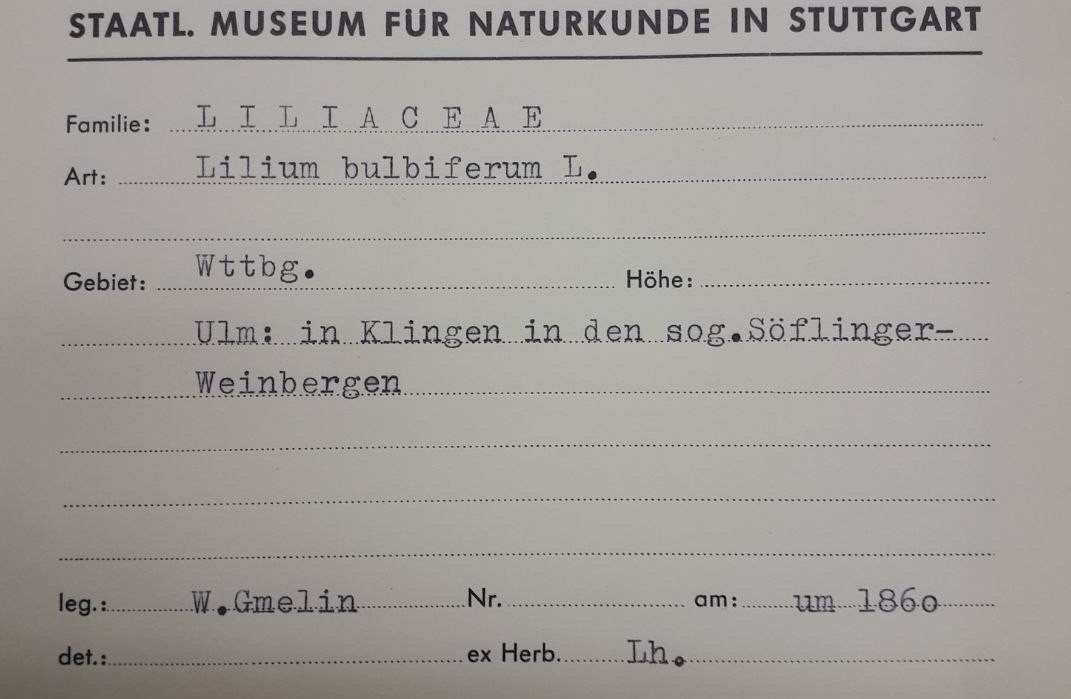 STAATL. MUSEUM FÜR NATURKUNDE IN STUTTGART
Familie: L I L I A C E A E
Art: Lilium bulbiferum L.
Gebiet: Wttbg. Höhe:
Ulm: in Klingen in den sog.Söflinger-
Weinbergen
leg.: W.Gmelin Nr. am: um 186o
det.: ex Herb. Lh.